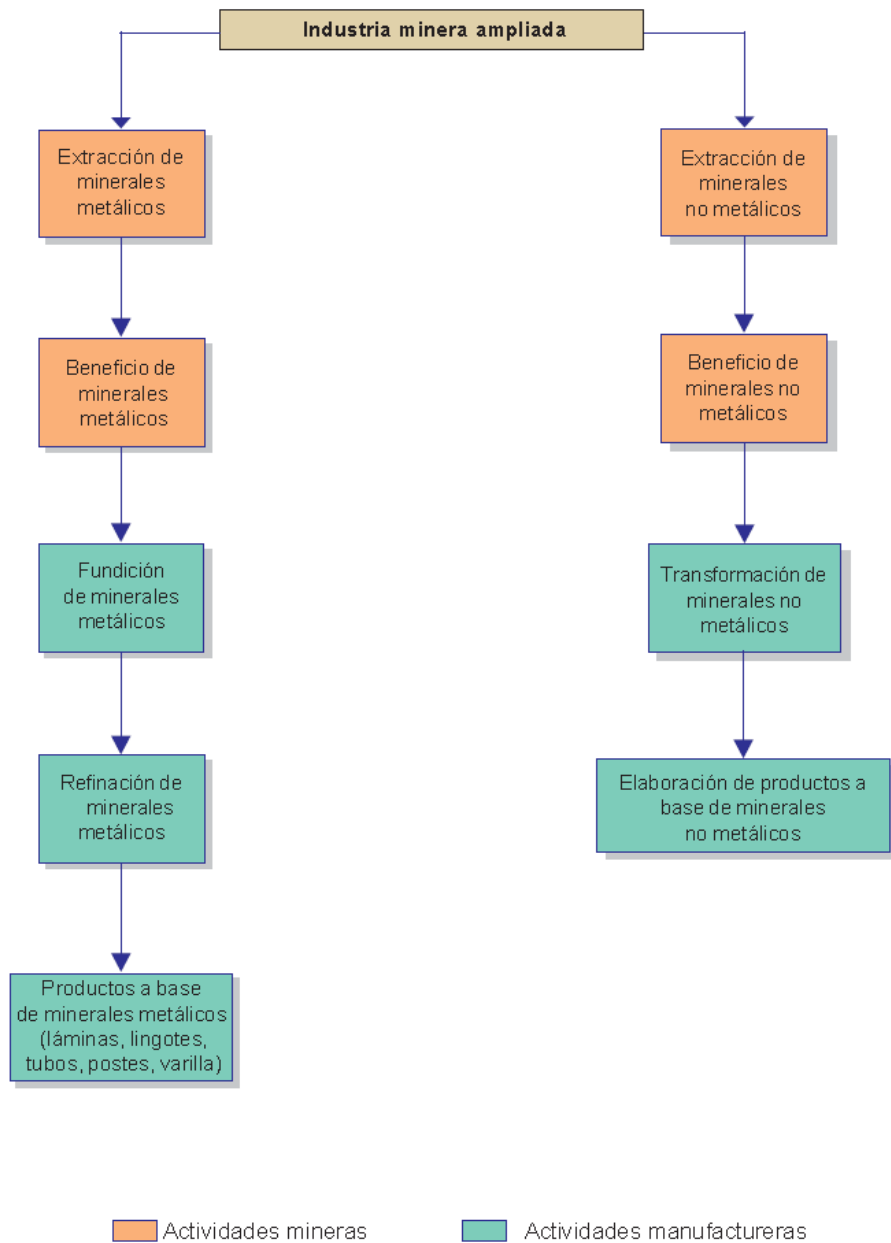 Industria minera ampliada
Extracción de
minerales
metálicos
Beneficio de
minerales
metálicos
Fundición
de minerales
metálicos
Refinación de
minerales
metálicos
Productos a base
de minerales metálicos
(láminas, lingotes,
tubos, postes, varilla)
Extracción de
minerales
no metálicos
Beneficio de
minerales no
metálicos
Transformación de
minerales no
metálicos
Elaboración de productos a
base de minerales
no metálicos
Actividades mineras
Actividades manufactureras